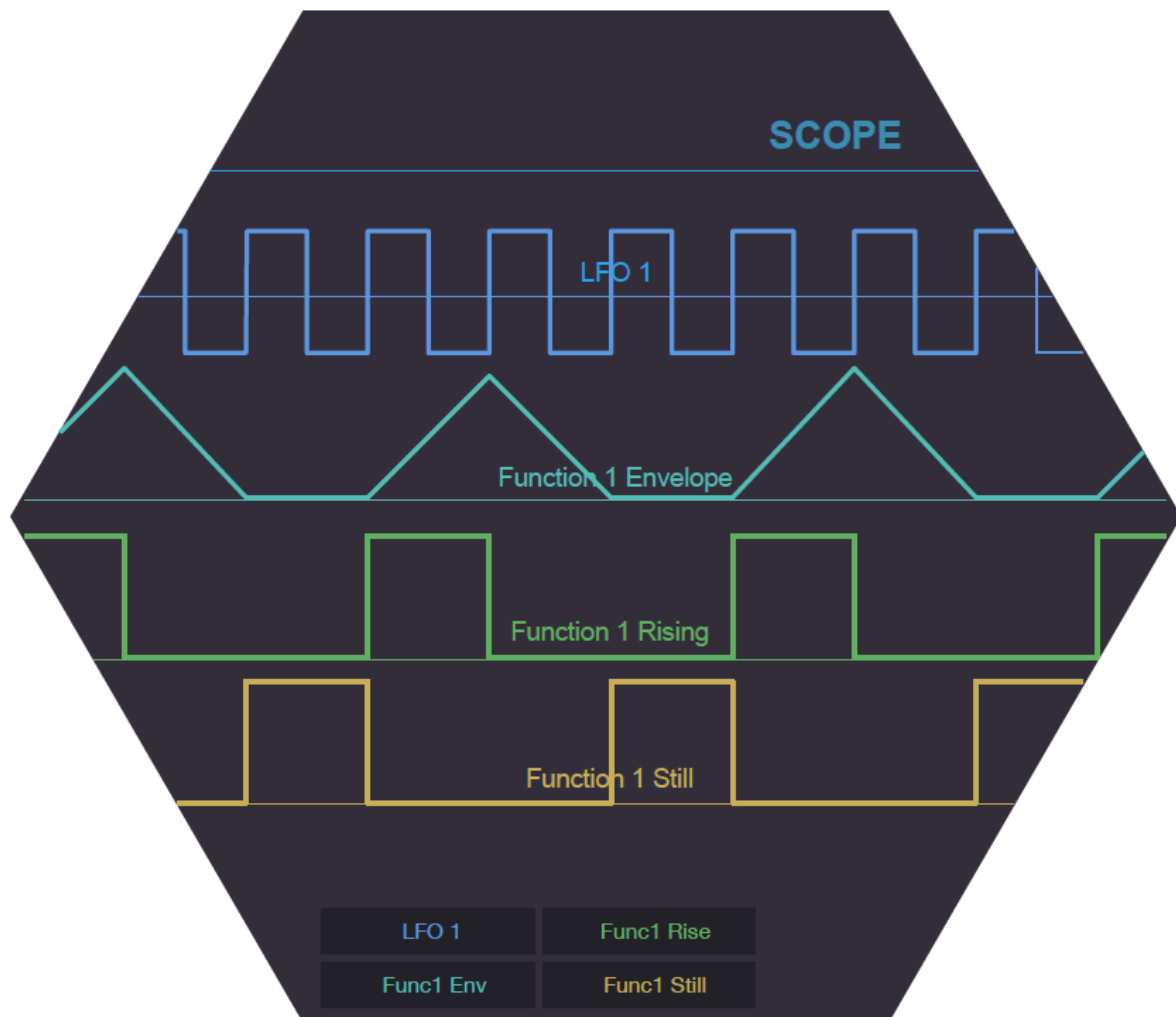 SCOPE
LFO 1
Function 1 Envelope
Function 1 Rising
Function 1 Still
LFO 1
Func1 Rise
Func1 Env
Func1 Still